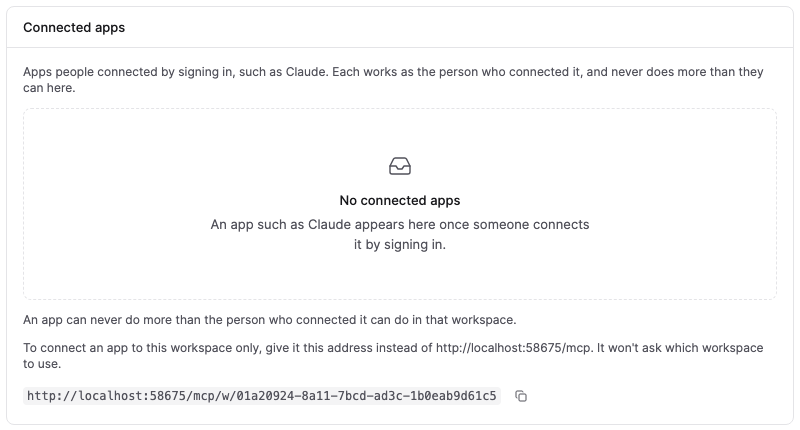 Connected apps
Apps people connected by signing in, such as Claude. Each works as the person who connected it, and never does more than they
can here.
No connected apps
An app such as Claude appears here once someone connects
it by signing in.
An app can never do more than the person who connected it can do in that workspace.
To connect an app to this workspace only, give it this address instead of http://localhost:58675/mcp. It won't ask which workspace
to use.
http://localhost:58675/mcp/w/01a20924-8a11-7bcd-ad3c-1b0eab9d61c5